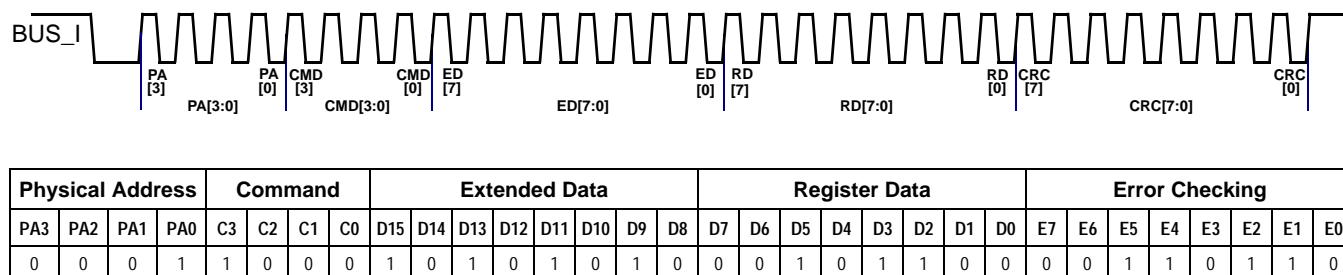 BUS_I
PA [3] PA [0] CMD [3] CMD [0] ED [7] ED [0] RD [7] RD [0] CRC [7] CRC [0]
PA[3:0] CMD[3:0] ED[7:0] RD[7:0] CRC[7:0]
Physical Address Command Extended Data Register Data Error Checking
PA3 PA2 PA1 PA0 C3 C2 C1 C0 D15 D14 D13 D12 D11 D10 D9 D8 D7 D6 D5 D4 D3 D2 D1 D0 E7 E6 E5 E4 E3 E2 E1 E0
0 0 0 1 1 0 0 0 1 0 1 0 1 0 1 0 0 0 1 0 1 1 0 0 0 0 1 1 0 1 1 0